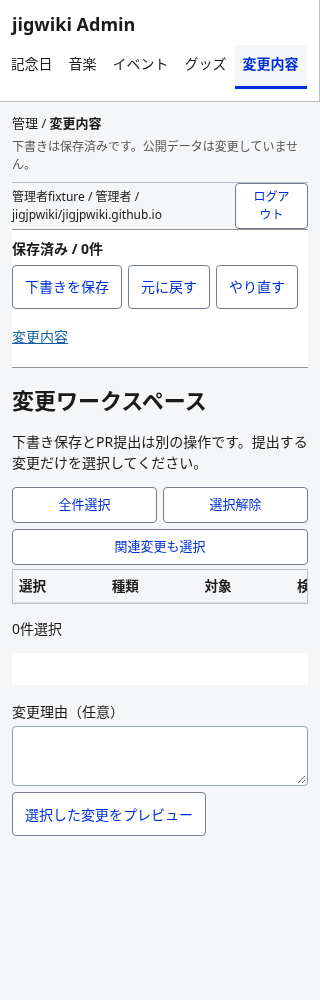 jigwiki Admin
記念日 音楽 イベント グッズ 変更内容
管理 / 変更内容
下書きは保存済みです。公開データは変更していませ
ん。
管理者fixture / 管理者 /
jigjpwiki/jigjpwiki.github.io
ログア
ウト
保存済み / 0件
下書きを保存 元に戻す やり直す
変更内容
変更ワークスペース
下書き保存とPR提出は別の操作です。提出する
変更だけを選択してください。
全件選択 選択解除
関連変更も選択
選択 種類 対象
0件選択
変更理由（任意）
選択した変更をプレビュー